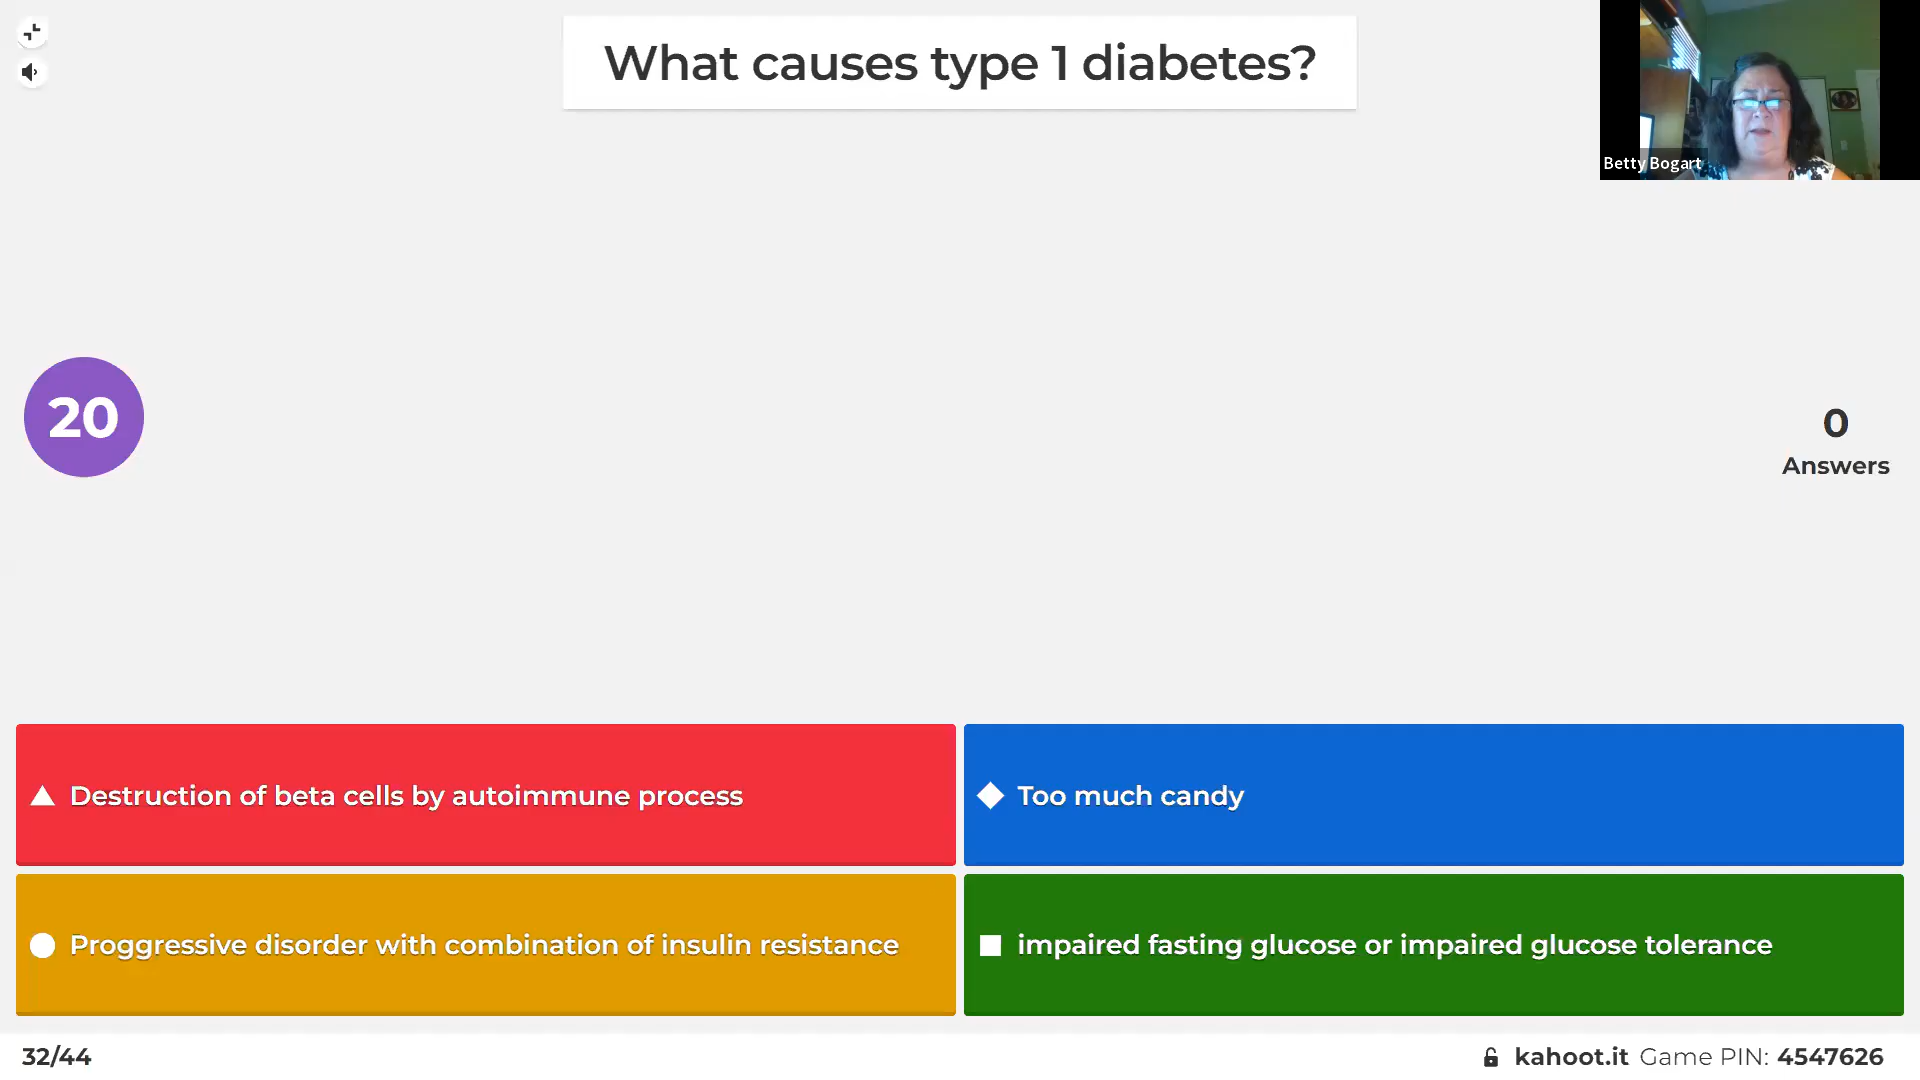 What causes type 1 diabetes?
Betty Bogart
20
0
Answers
Destruction of beta cells by autoimmune process
Too much candy
Proggressive disorder with combination of insulin resistance
impaired fasting glucose or impaired glucose tolerance
32/44
kahoot.it Game PIN: 4547626